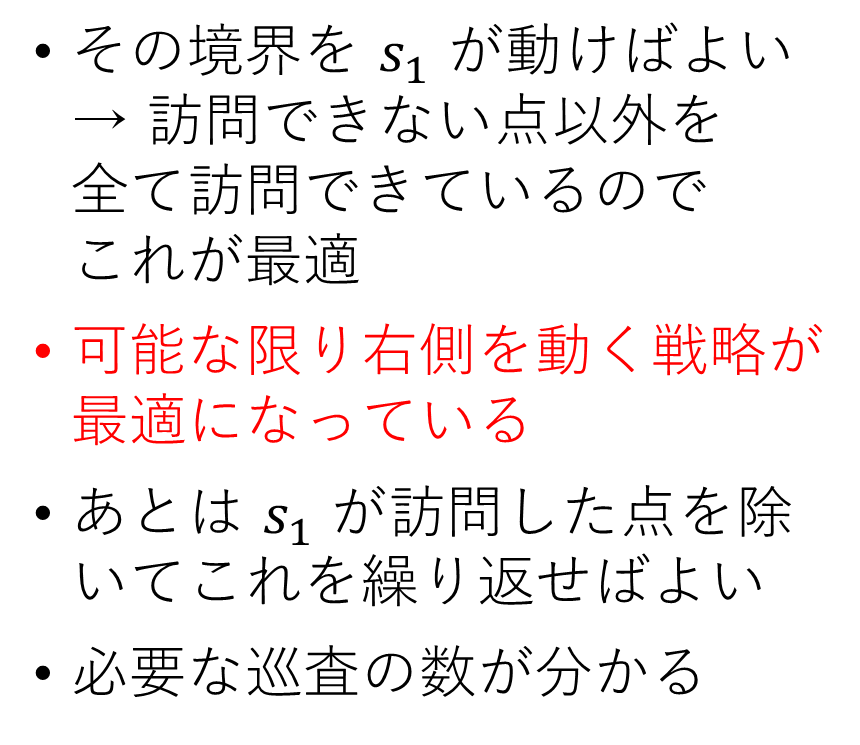 • その境界を s₁ が動けばよい
→ 訪問できない点以外を
全て訪問できているので
これが最適
• 可能な限り右側を動く戦略が
最適になっている
• あとは s₁ が訪問した点を除
いてこれを繰り返せばよい
• 必要な巡査の数が分かる